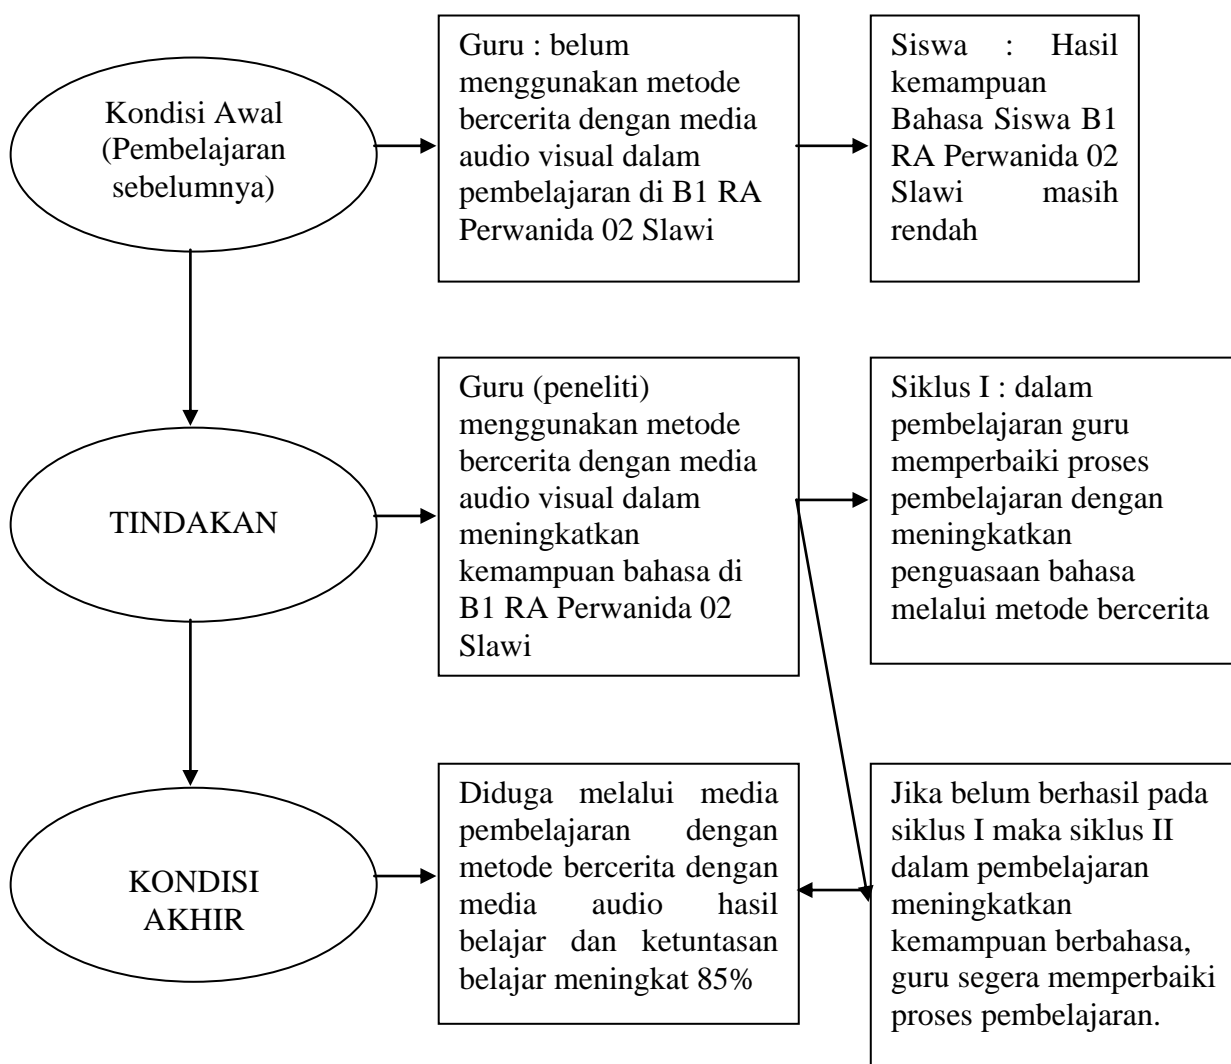 Kondisi Awal
(Pembelajaran
sebelumnya)
Guru : belum
menggunakan metode
bercerita dengan media
audio visual dalam
pembelajaran di B1 RA
Perwanida 02 Slawi
Siswa : Hasil
kemampuan
Bahasa Siswa B1
RA Perwanida 02
Slawi masih
rendah
TINDAKAN
Guru (peneliti)
menggunakan metode
bercerita dengan media
audio visual dalam
meningkatkan
kemampuan bahasa di
B1 RA Perwanida 02
Slawi
Siklus I : dalam
pembelajaran guru
memperbaiki proses
pembelajaran dengan
meningkatkan
penguasaan bahasa
melalui metode bercerita
KONDISI
AKHIR
Diduga melalui media
pembelajaran dengan
metode bercerita dengan
media audio hasil
belajar dan ketuntasan
belajar meningkat 85%
Jika belum berhasil pada
siklus I maka siklus II
dalam pembelajaran
meningkatkan
kemampuan berbahasa,
guru segera memperbaiki
proses pembelajaran.